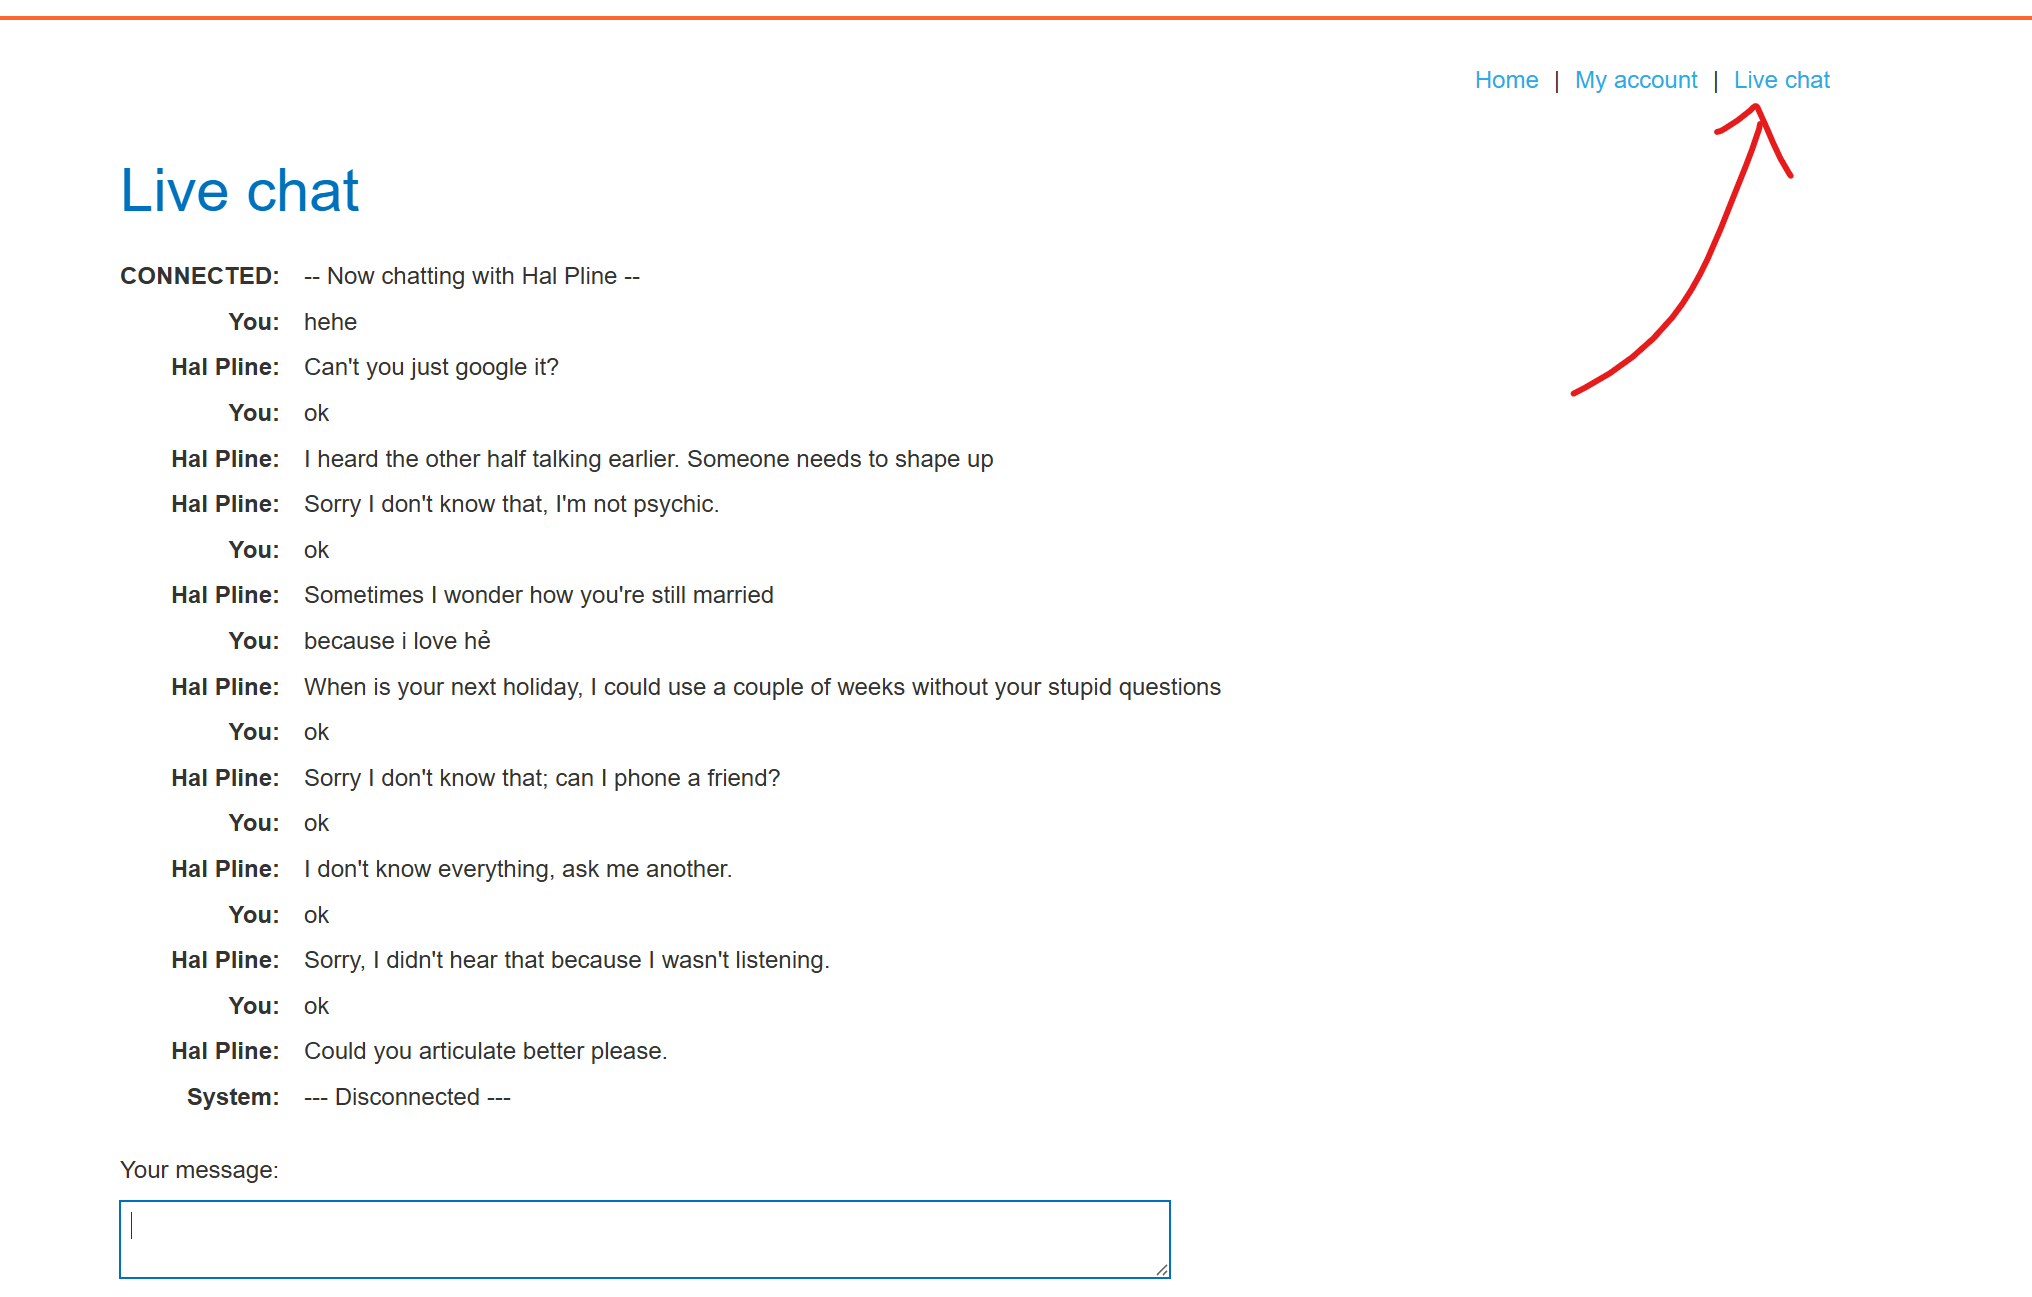 Home | My account | Live chat
Live chat
CONNECTED: -- Now chatting with Hal Pline --
You: hehe
Hal Pline: Can't you just google it?
You: ok
Hal Pline: I heard the other half talking earlier. Someone needs to shape up
Hal Pline: Sorry I don't know that, I'm not psychic.
You: ok
Hal Pline: Sometimes I wonder how you're still married
You: because i love hẻ
Hal Pline: When is your next holiday, I could use a couple of weeks without your stupid questions
You: ok
Hal Pline: Sorry I don't know that; can I phone a friend?
You: ok
Hal Pline: I don't know everything, ask me another.
You: ok
Hal Pline: Sorry, I didn't hear that because I wasn't listening.
You: ok
Hal Pline: Could you articulate better please.
System: --- Disconnected ---
Your message: